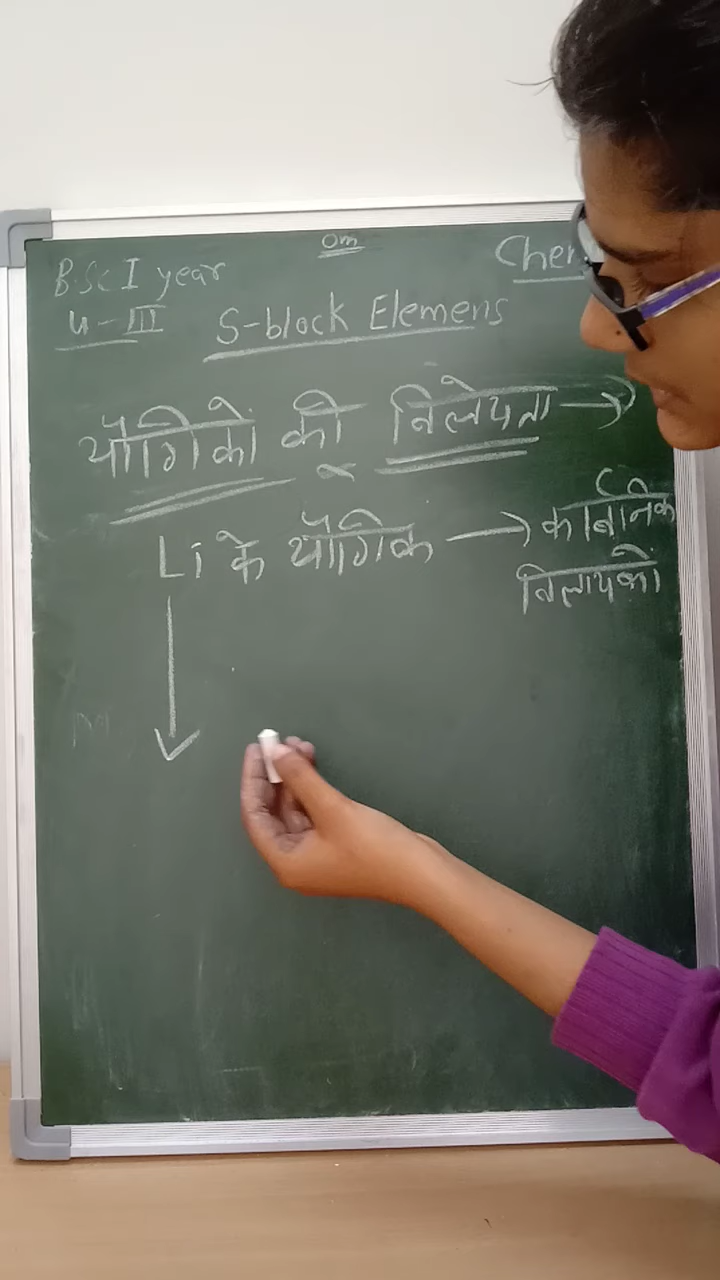 Om
B.Sc I year
Chem
U-III
S-block Elemens
यौगिकों की विलेयता →
Li के यौगिक → कार्बनिक
विलायकों